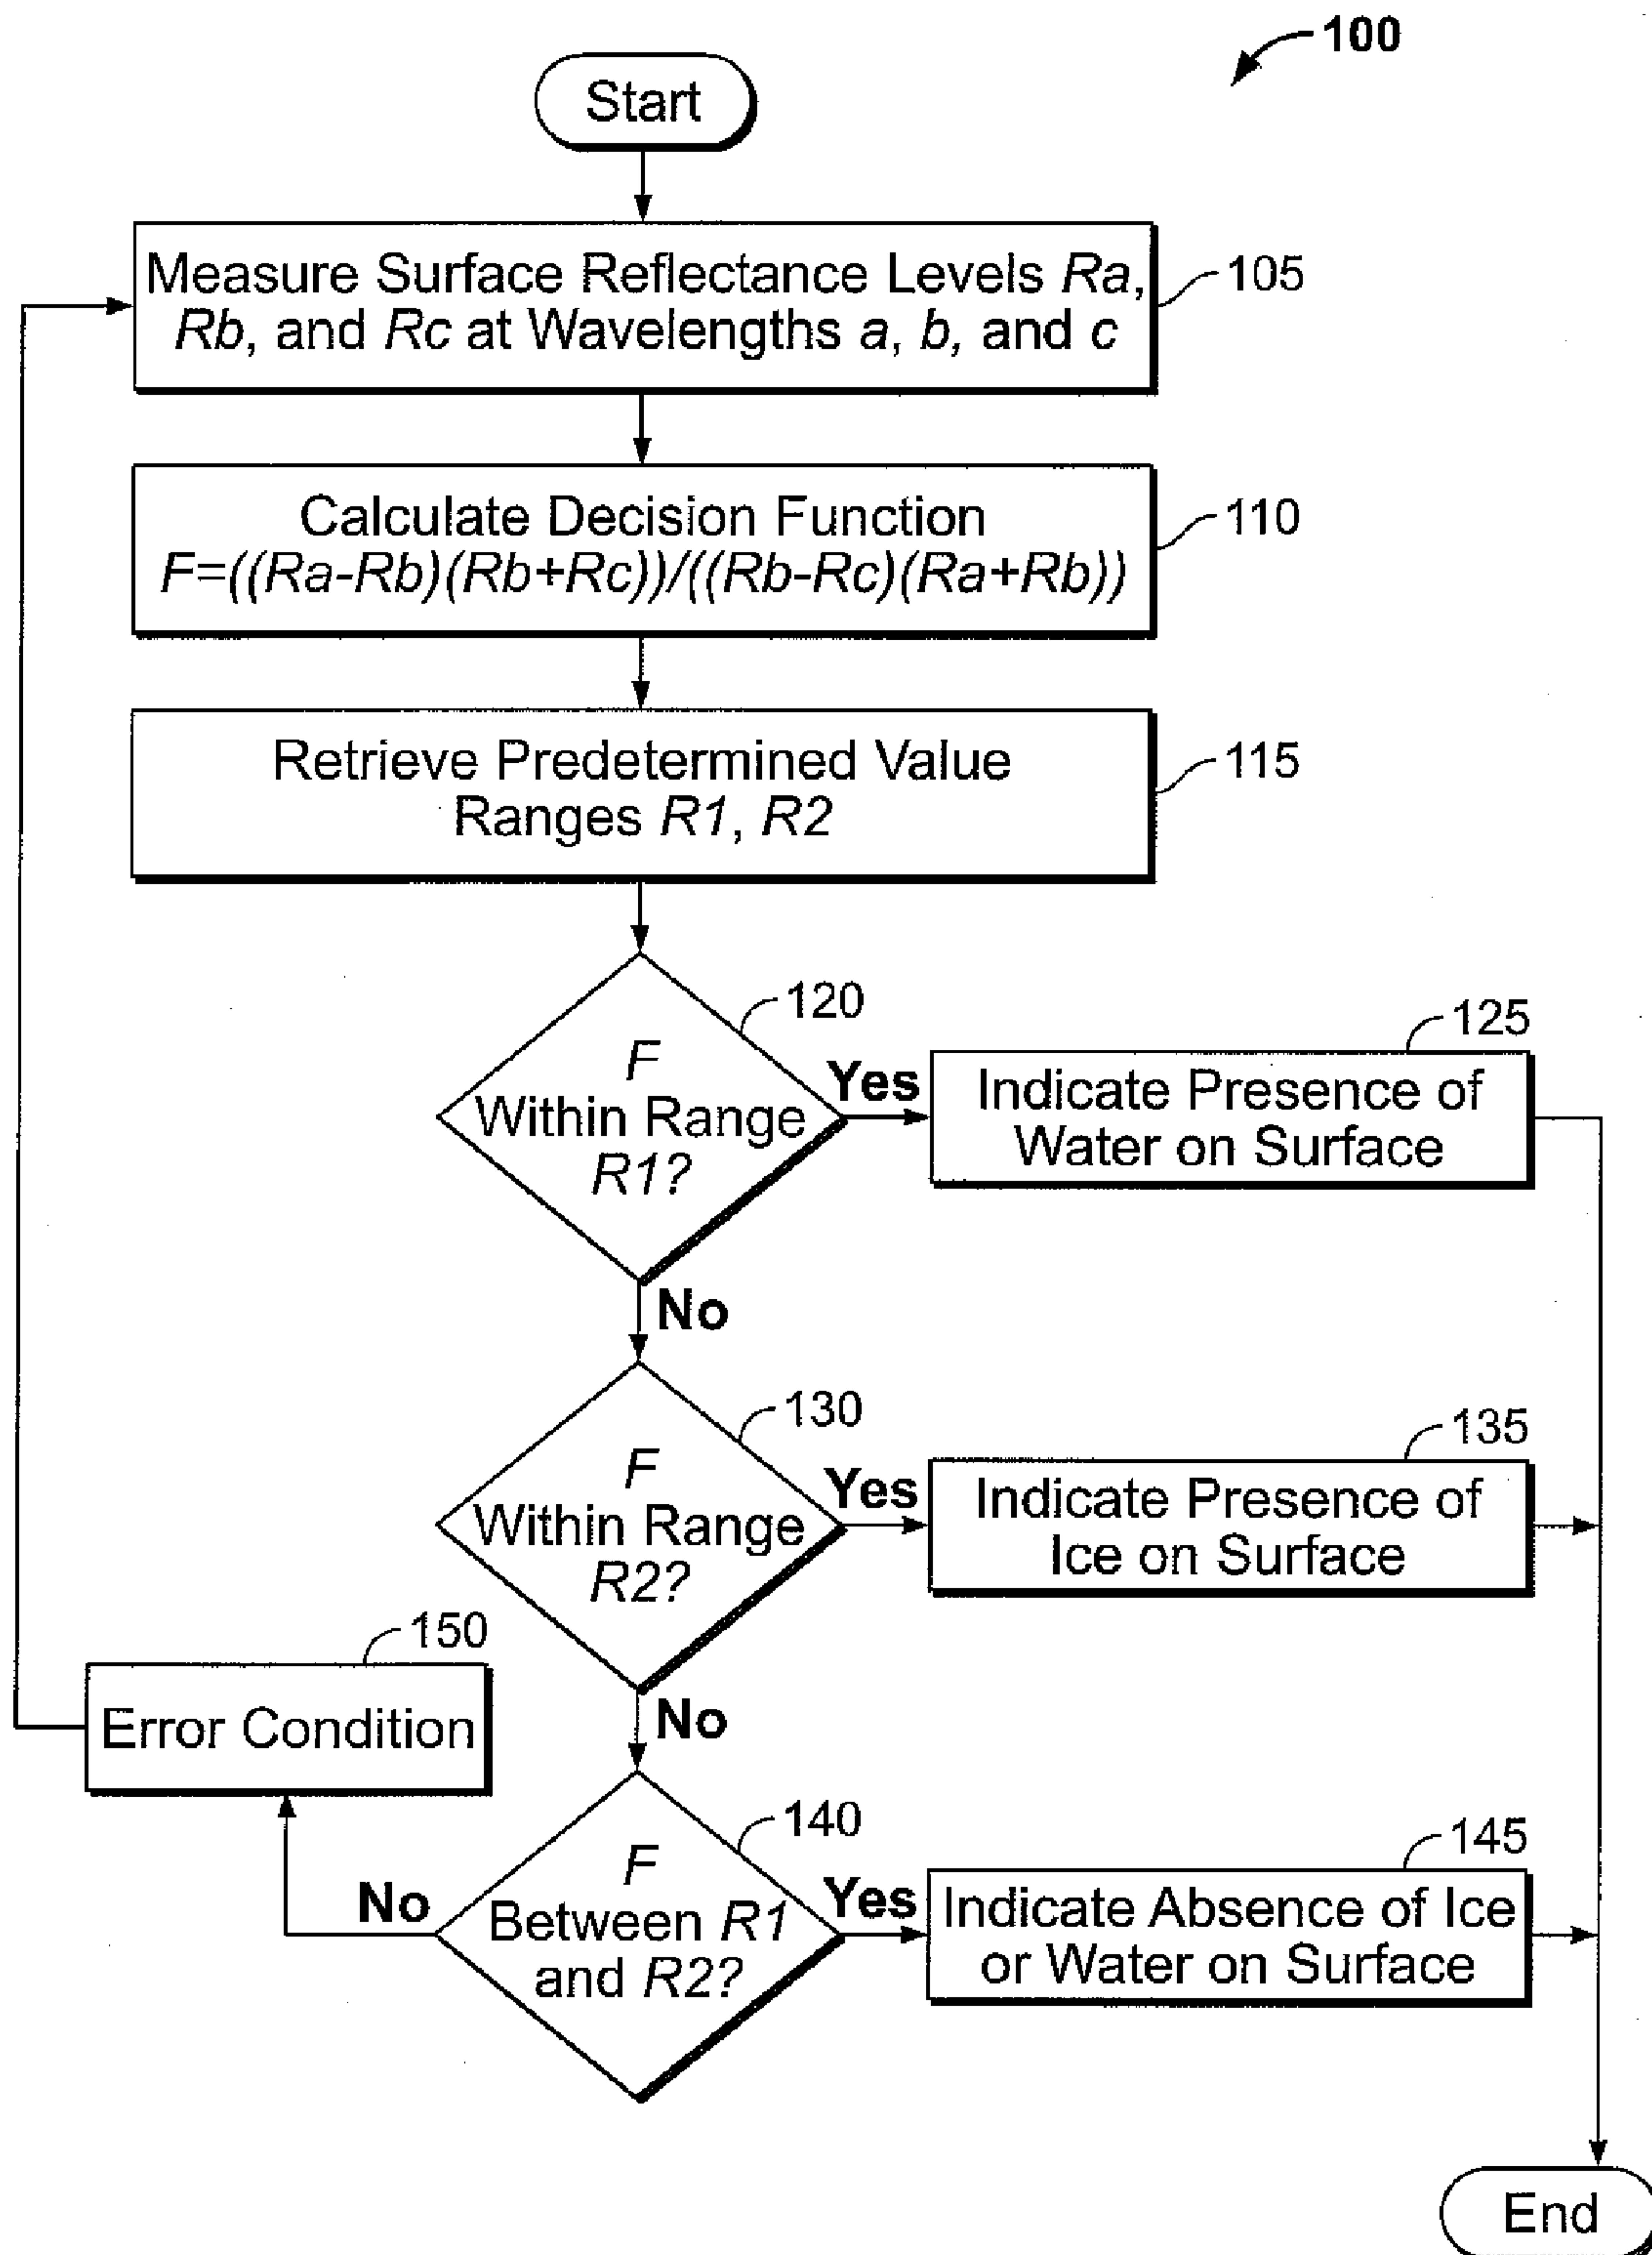 100
Start
Measure Surface Reflectance Levels Ra,
Rb, and Rc at Wavelengths a, b, and c
105
Calculate Decision Function
F=((Ra-Rb)(Rb+Rc))/((Rb-Rc)(Ra+Rb))
110
Retrieve Predetermined Value
Ranges R1, R2
115
F
Within Range
R1?
120
Yes
Indicate Presence of
Water on Surface
125
No
F
Within Range
R2?
130
Yes
Indicate Presence of
Ice on Surface
135
No
150
Error Condition
F
Between R1
and R2?
140
No
Yes
Indicate Absence of Ice
or Water on Surface
145
End